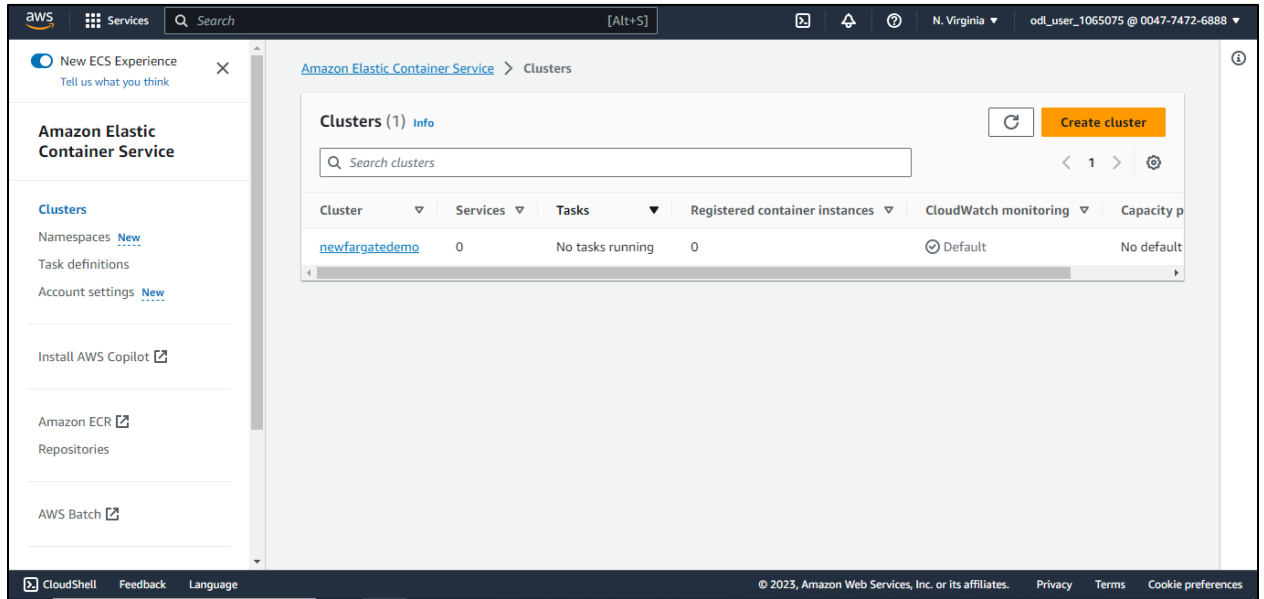 aws Services Search [Alt+S] N. Virginia odl_user_1065075 @ 0047-7472-6888
New ECS Experience
Tell us what you think
Amazon Elastic
Container Service
Clusters
Namespaces New
Task definitions
Account settings New
Install AWS Copilot
Amazon ECR
Repositories
AWS Batch
Amazon Elastic Container Service > Clusters
Clusters (1) Info
Create cluster
Search clusters
1
Cluster Services Tasks Registered container instances CloudWatch monitoring Capacity p
newfargatedemo 0 No tasks running 0 Default No default
CloudShell Feedback Language © 2023, Amazon Web Services, Inc. or its affiliates. Privacy Terms Cookie preferences